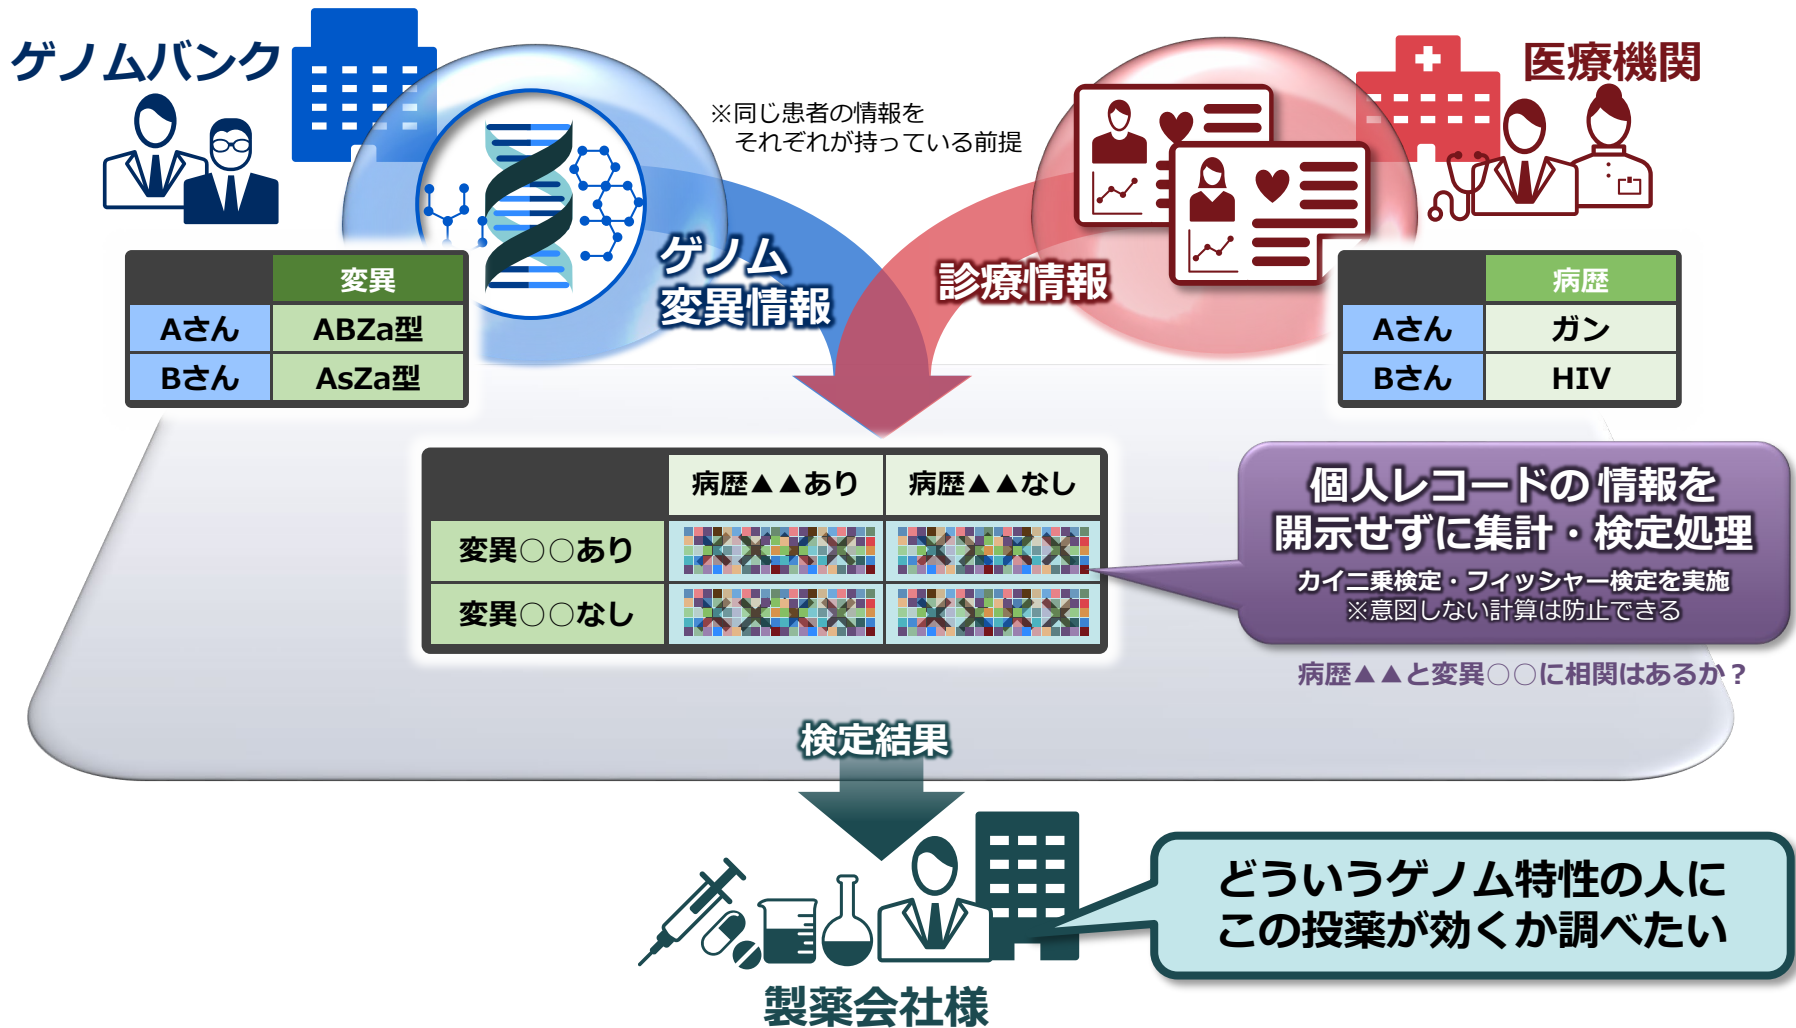 ゲノムバンク
医療機関
※同じ患者の情報を
それぞれが持っている前提
ゲノム
変異情報
診療情報
変異
Aさん ABZa型
Bさん AsZa型
病歴
Aさん ガン
Bさん HIV
病歴▲▲あり 病歴▲▲なし
変異○○あり
変異○○なし
個人レコードの情報を
開示せずに集計・検定処理
カイ二乗検定・フィッシャー検定を実施
※意図しない計算は防止できる
病歴▲▲と変異○○に相関はあるか？
検定結果
どういうゲノム特性の人に
この投薬が効くか調べたい
製薬会社様